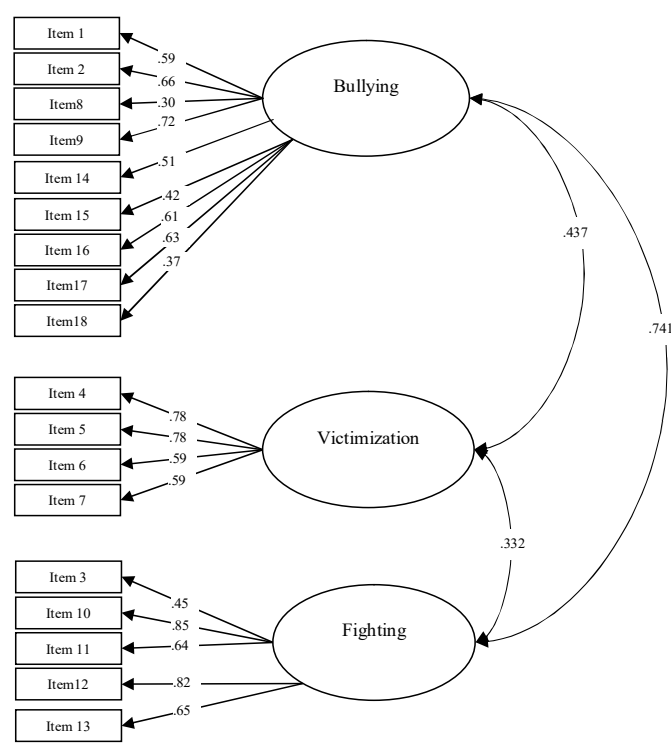 Item 1
.59
Item 2
.66
Bullying
Item8
.30
Item9
.72
Item 14
.51
Item 15
.42
Item 16
.61
Item17
.63
Item18
.37
.437
.741
Item 4
.78
Item 5
.78
Victimization
Item 6
.59
Item 7
.59
.332
Item 3
.45
Item 10
.85
Fighting
Item 11
.64
Item12
.82
Item 13
.65